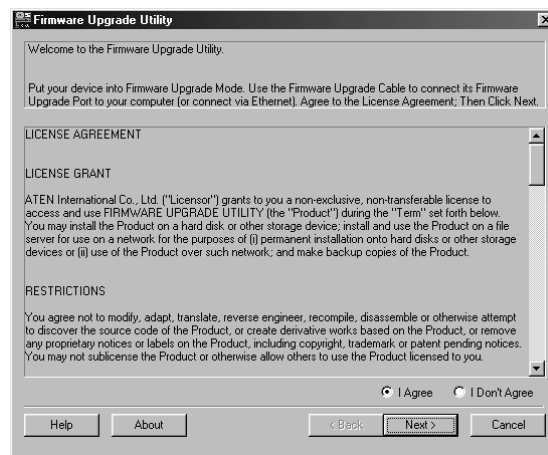 Firmware Upgrade Utility
Welcome to the Firmware Upgrade Utility.
Put your device into Firmware Upgrade Mode. Use the Firmware Upgrade Cable to connect its Firmware
Upgrade Port to your computer (or connect via Ethernet). Agree to the License Agreement; Then Click Next.
LICENSE AGREEMENT
LICENSE GRANT
ATEN International Co., Ltd. ("Licensor") grants to you a non-exclusive, non-transferable license to
access and use FIRMWARE UPGRADE UTILITY (the "Product") during the "Term" set forth below.
You may install the Product on a hard disk or other storage device; install and use the Product on a file
server for use on a network for the purposes of (i) permanent installation onto hard disks or other storage
devices or (ii) use of the Product over such network; and make backup copies of the Product.
RESTRICTIONS
You agree not to modify, adapt, translate, reverse engineer, recompile, disassemble or otherwise attempt
to discover the source code of the Product, or create derivative works based on the Product, or remove
any proprietary notices or labels on the Product, including copyright, trademark or patent pending notices.
You may not sublicense the Product or otherwise allow others to use the Product licensed to you.
I Agree I Don't Agree
Help About < Back Next > Cancel